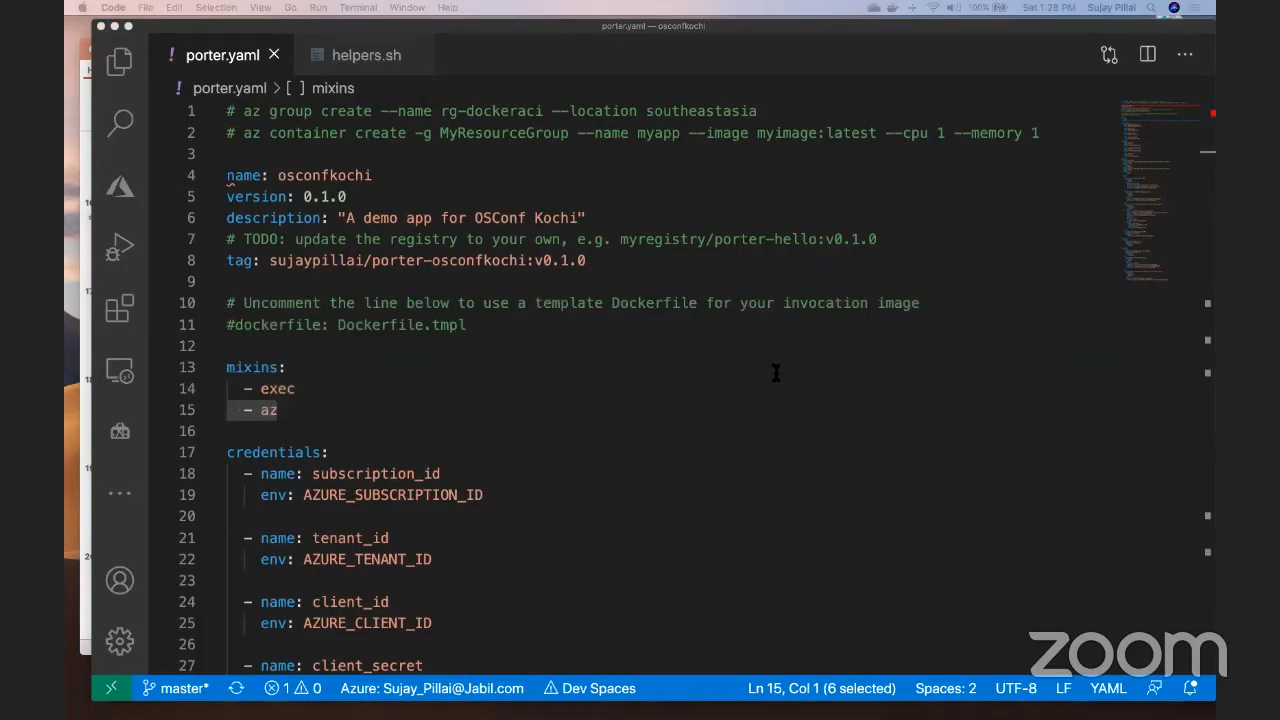 Code File Edit Selection View Go Run Terminal Window Help 100% Sat 1:28 PM Sujay Pillai
porter.yaml — osconfkochi
! porter.yaml helpers.sh
! porter.yaml > [ ] mixins
1 # az group create --name rg-dockeraci --location southeastasia
2 # az container create -g MyResourceGroup --name myapp --image myimage:latest --cpu 1 --memory 1
3
4 name: osconfkochi
5 version: 0.1.0
6 description: "A demo app for OSConf Kochi"
7 # TODO: update the registry to your own, e.g. myregistry/porter-hello:v0.1.0
8 tag: sujaypillai/porter-osconfkochi:v0.1.0
9
10 # Uncomment the line below to use a template Dockerfile for your invocation image
11 #dockerfile: Dockerfile.tmpl
12
13 mixins:
14 - exec
15 - az
16
17 credentials:
18 - name: subscription_id
19 env: AZURE_SUBSCRIPTION_ID
20
21 - name: tenant_id
22 env: AZURE_TENANT_ID
23
24 - name: client_id
25 env: AZURE_CLIENT_ID
26
27 - name: client_secret
zoom
master* 1 0 Azure: Sujay_Pillai@Jabil.com Dev Spaces Ln 15, Col 1 (6 selected) Spaces: 2 UTF-8 LF YAML